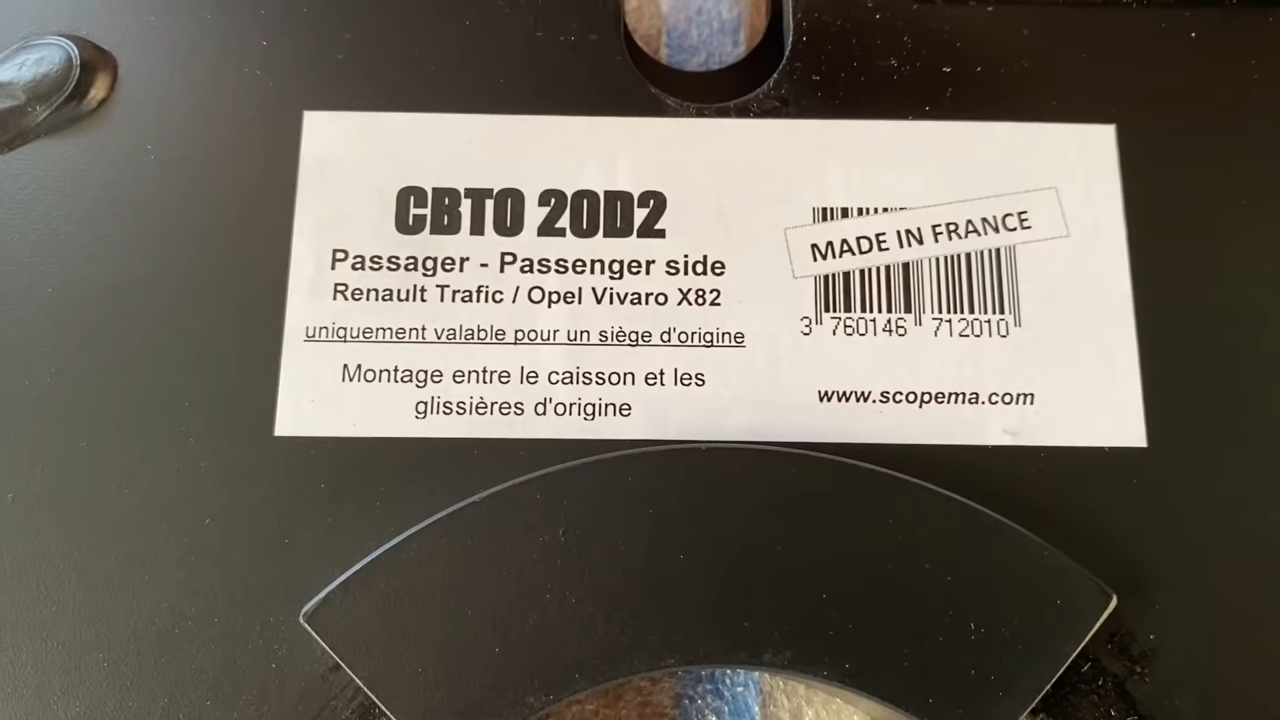 CBTO 20D2
Passager - Passenger side
Renault Trafic / Opel Vivaro X82
uniquement valable pour un siège d'origine
Montage entre le caisson et les
glissières d'origine
MADE IN FRANCE
3 760146 712010
www.scopema.com